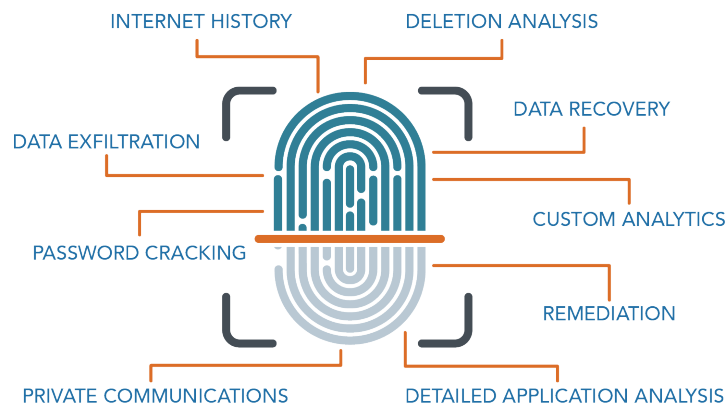 INTERNET HISTORY
DELETION ANALYSIS
DATA RECOVERY
DATA EXFILTRATION
CUSTOM ANALYTICS
PASSWORD CRACKING
REMEDIATION
PRIVATE COMMUNICATIONS
DETAILED APPLICATION ANALYSIS